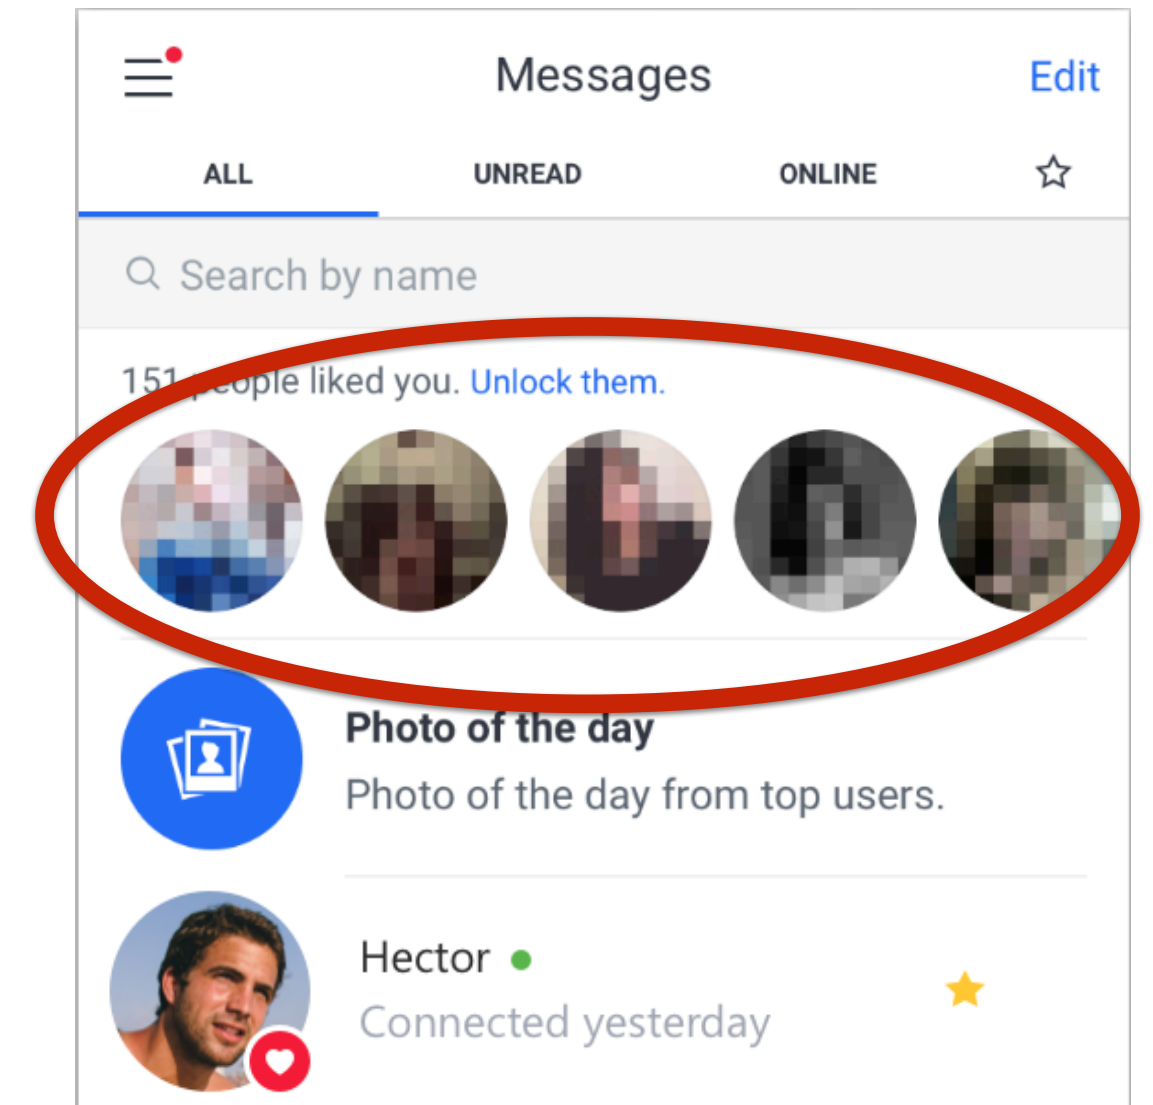 Messages
Edit
ALL UNREAD ONLINE
Search by name
151 people liked you. Unlock them.
Photo of the day
Photo of the day from top users.
Hector
Connected yesterday